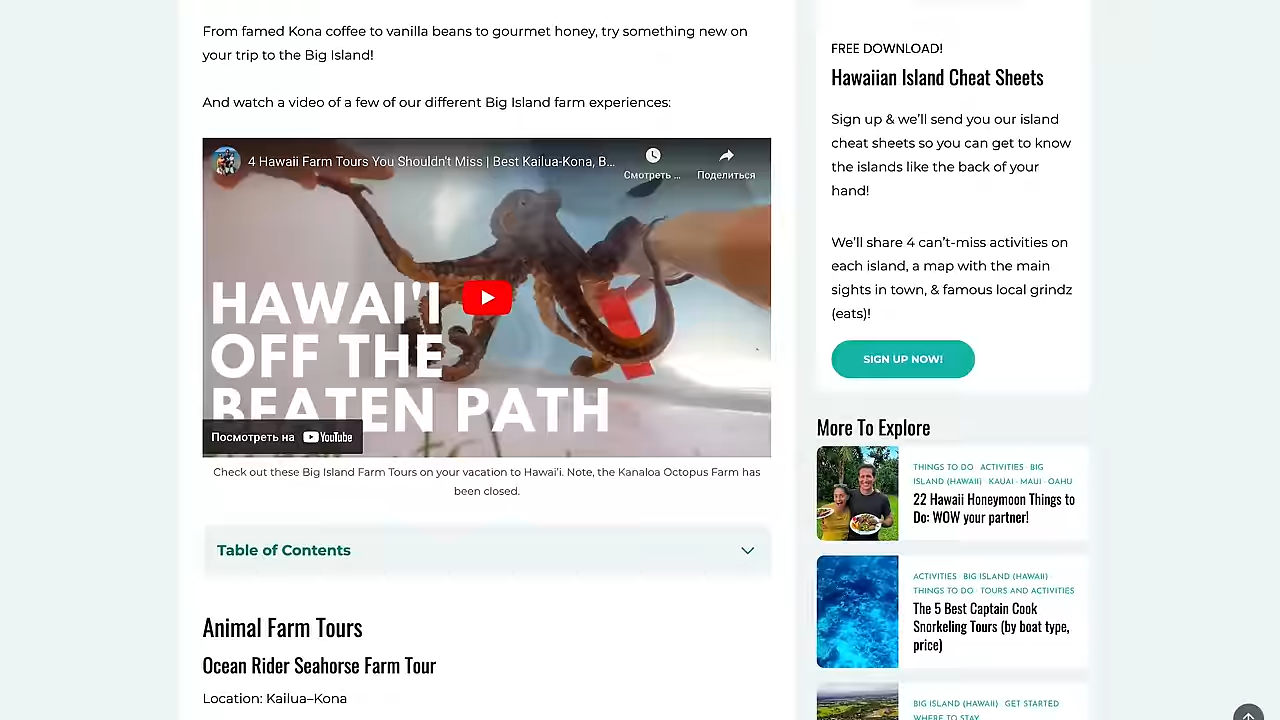 From famed Kona coffee to vanilla beans to gourmet honey, try something new on
your trip to the Big Island!
And watch a video of a few of our different Big Island farm experiences:
4 Hawaii Farm Tours You Shouldn't Miss | Best Kailua-Kona, B...
Смотреть ...
Поделиться
HAWAI'I
OFF THE
BEATEN PATH
Посмотреть на YouTube
Check out these Big Island Farm Tours on your vacation to Hawai'i. Note, the Kanaloa Octopus Farm has
been closed.
Table of Contents
Animal Farm Tours
Ocean Rider Seahorse Farm Tour
Location: Kailua–Kona
FREE DOWNLOAD!
Hawaiian Island Cheat Sheets
Sign up & we'll send you our island
cheat sheets so you can get to know
the islands like the back of your
hand!
We'll share 4 can't-miss activities on
each island, a map with the main
sights in town, & famous local grindz
(eats)!
SIGN UP NOW!
More To Explore
THINGS TO DO · ACTIVITIES · BIG
ISLAND (HAWAII) · KAUAI · MAUI · OAHU
22 Hawaii Honeymoon Things to
Do: WOW your partner!
ACTIVITIES · BIG ISLAND (HAWAII) ·
THINGS TO DO · TOURS AND ACTIVITIES
The 5 Best Captain Cook
Snorkeling Tours (by boat type,
price)
BIG ISLAND (HAWAII) · GET STARTED ·
WHERE TO STAY